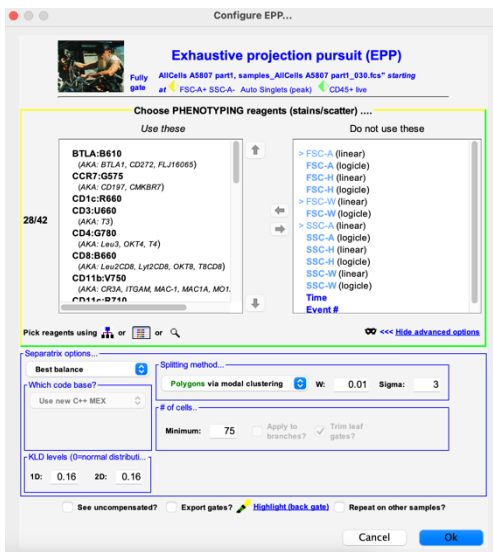 Configure EPP...
Exhaustive projection pursuit (EPP)
Fully gate
AllCells A5807 part1, samples_AllCells A5807 part1_030.fcs" starting
at FSC-A+ SSC-A- Auto Singlets (peak) CD45+ live
Choose PHENOTYPING reagents (stains/scatter) ....
Use these
Do not use these
28/42
BTLA:B610
(AKA: BTLA1, CD272, FLJ16065)
CCR7:G575
(AKA: CD197, CMKBR7)
CD1c:R660
CD3:U660
(AKA: T3)
CD4:G780
(AKA: Leu3, OKT4, T4)
CD8:B660
(AKA: Leu2CD8, Lyt2CD8, OKT8, T8CD8)
CD11b:V750
(AKA: CR3A, ITGAM, MAC-1, MAC1A, MO1.
CD11c:R710
> FSC-A (linear)
FSC-A (logicle)
FSC-H (linear)
FSC-H (logicle)
> FSC-W (linear)
FSC-W (logicle)
> SSC-A (linear)
SSC-A (logicle)
SSC-H (linear)
SSC-H (logicle)
SSC-W (linear)
SSC-W (logicle)
Time
Event #
Pick reagents using or or
<<< Hide advanced options
Separatrix options...
Best balance
Which code base?
Use new C++ MEX
Splitting method...
Polygons via modal clustering W: 0.01 Sigma: 3
# of cells..
Minimum: 75 Apply to branches? Trim leaf gates?
KLD levels (0=normal distributi...
1D: 0.16 2D: 0.16
See uncompensated? Export gates? Highlight (back gate) Repeat on other samples?
Cancel Ok